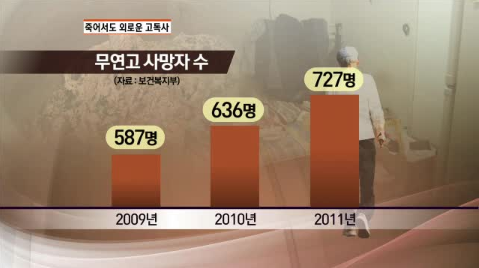 죽어서도 외로운 고독사
무연고 사망자 수
(자료 : 보건복지부)
587명
636명
727명
2009년
2010년
2011년